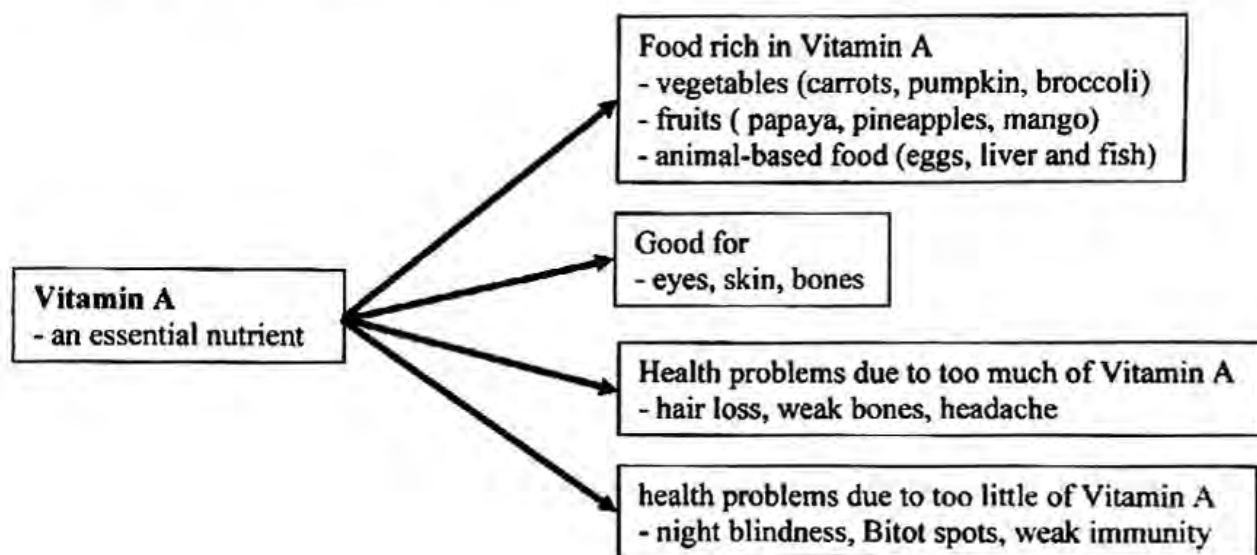 Food rich in Vitamin A
- vegetables (carrots, pumpkin, broccoli)
- fruits ( papaya, pineapples, mango)
- animal-based food (eggs, liver and fish)
Good for
- eyes, skin, bones
Vitamin A
- an essential nutrient
Health problems due to too much of Vitamin A
- hair loss, weak bones, headache
health problems due to too little of Vitamin A
- night blindness, Bitot spots, weak immunity